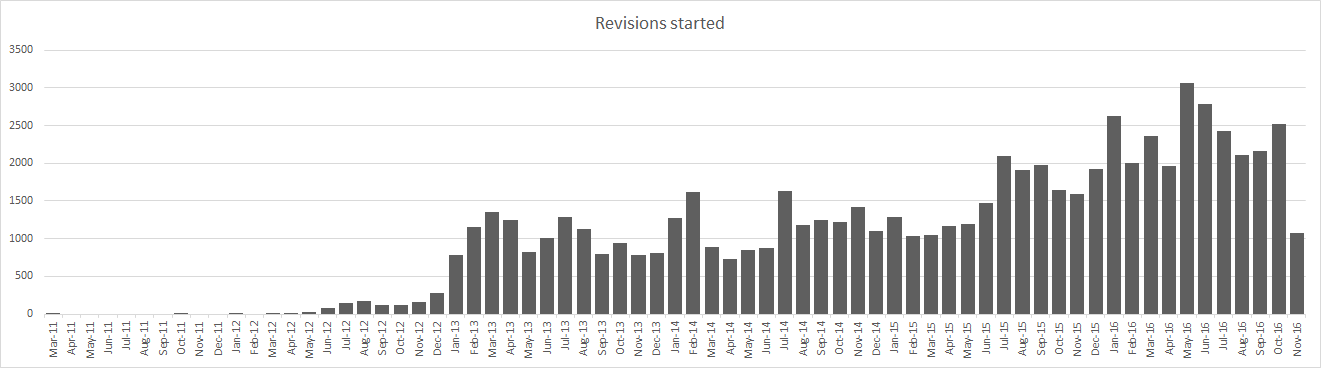 Revisions started
3500
3000
2500
2000
1500
1000
500
0
Mar-11
Apr-11
May-11
Jun-11
Jul-11
Aug-11
Sep-11
Oct-11
Nov-11
Dec-11
Jan-12
Feb-12
Mar-12
Apr-12
May-12
Jun-12
Jul-12
Aug-12
Sep-12
Oct-12
Nov-12
Dec-12
Jan-13
Feb-13
Mar-13
Apr-13
May-13
Jun-13
Jul-13
Aug-13
Sep-13
Oct-13
Nov-13
Dec-13
Jan-14
Feb-14
Mar-14
Apr-14
May-14
Jun-14
Jul-14
Aug-14
Sep-14
Oct-14
Nov-14
Dec-14
Jan-15
Feb-15
Mar-15
Apr-15
May-15
Jun-15
Jul-15
Aug-15
Sep-15
Oct-15
Nov-15
Dec-15
Jan-16
Feb-16
Mar-16
Apr-16
May-16
Jun-16
Jul-16
Aug-16
Sep-16
Oct-16
Nov-16